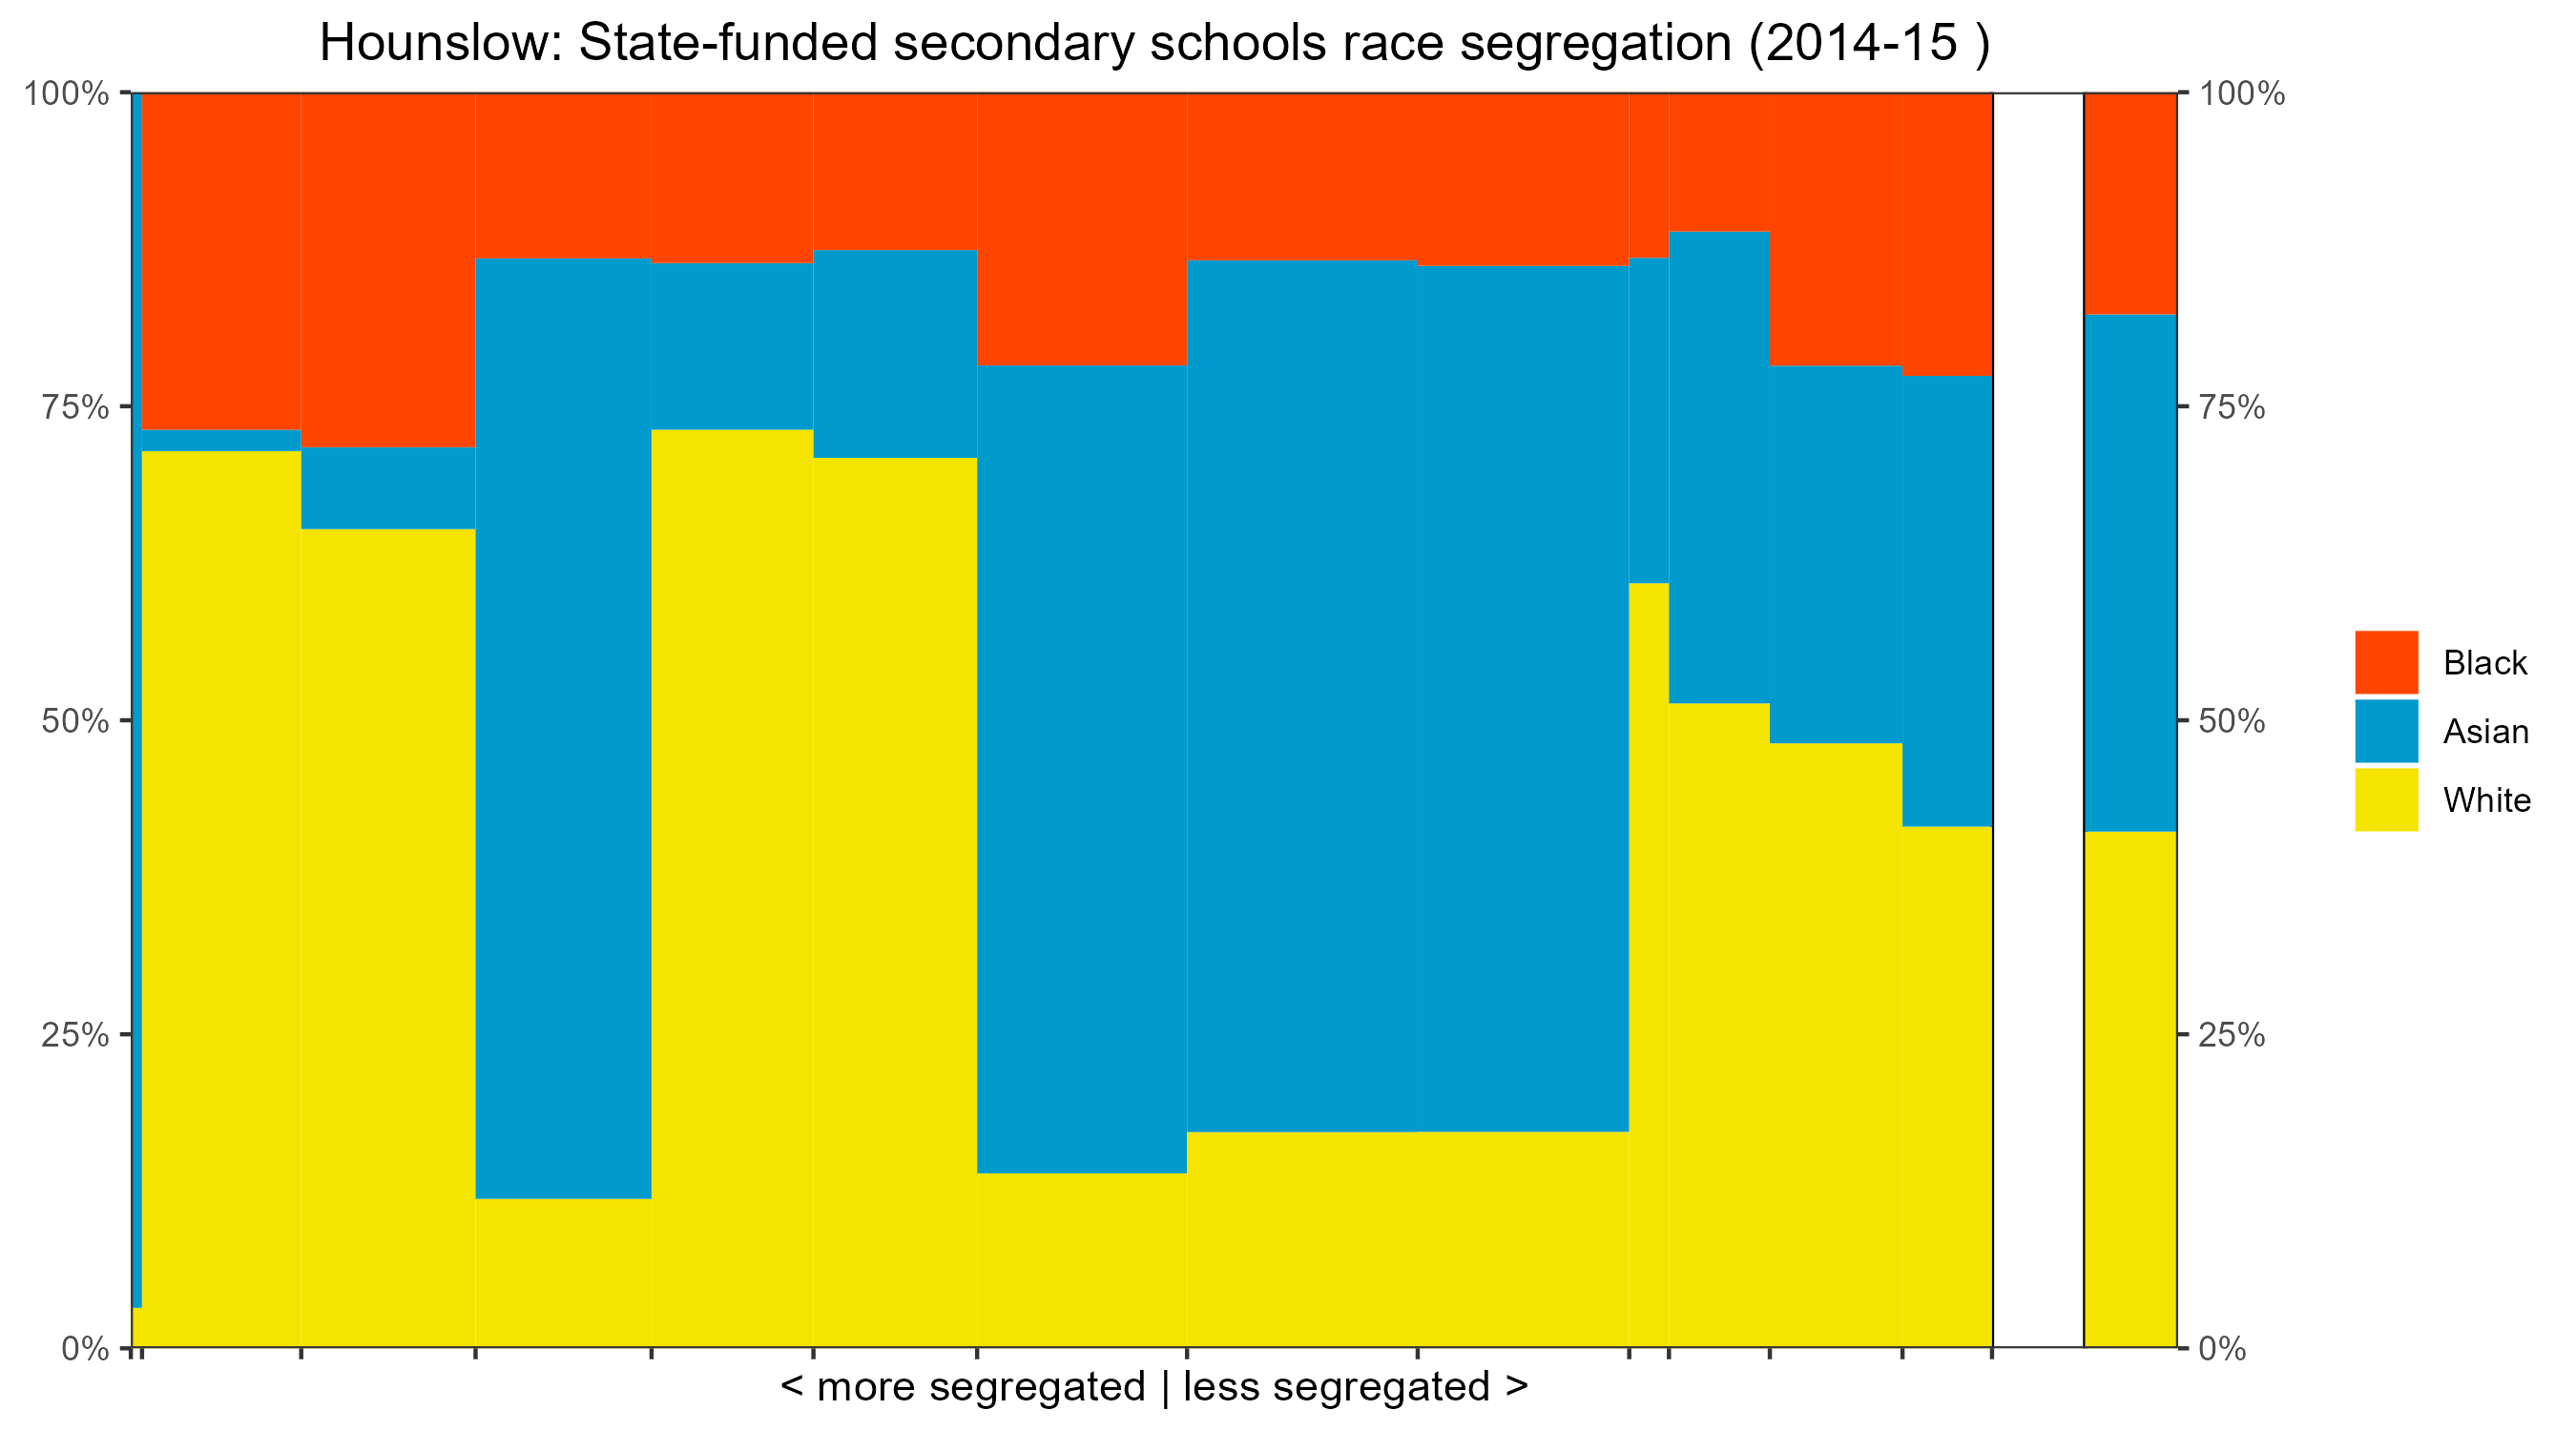 Hounslow: State-funded secondary schools race segregation (2014-15 )
100%
75%
50%
25%
0%
100%
75%
50%
25%
0%
Black
Asian
White
< more segregated | less segregated >